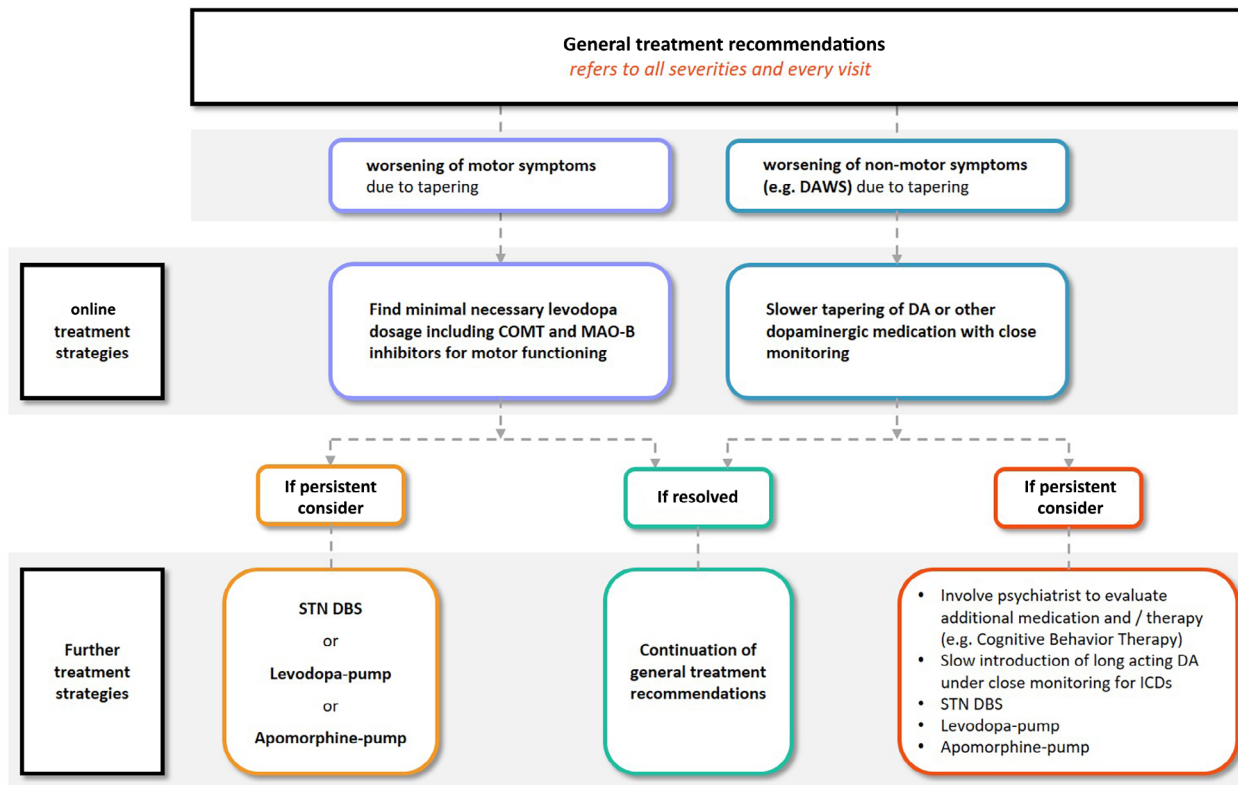 General treatment recommendations
refers to all severities and every visit
worsening of motor symptoms
due to tapering
worsening of non-motor symptoms
(e.g. DAWS) due to tapering
online
treatment
strategies
Find minimal necessary levodopa
dosage including COMT and MAO-B
inhibitors for motor functioning
Slower tapering of DA or other
dopaminergic medication with close
monitoring
If persistent
consider
If resolved
If persistent
consider
Further
treatment
strategies
STN DBS
or
Levodopa-pump
or
Apomorphine-pump
Continuation of
general treatment
recommendations
• Involve psychiatrist to evaluate
additional medication and / therapy
(e.g. Cognitive Behavior Therapy)
• Slow introduction of long acting DA
under close monitoring for ICDs
• STN DBS
• Levodopa-pump
• Apomorphine-pump